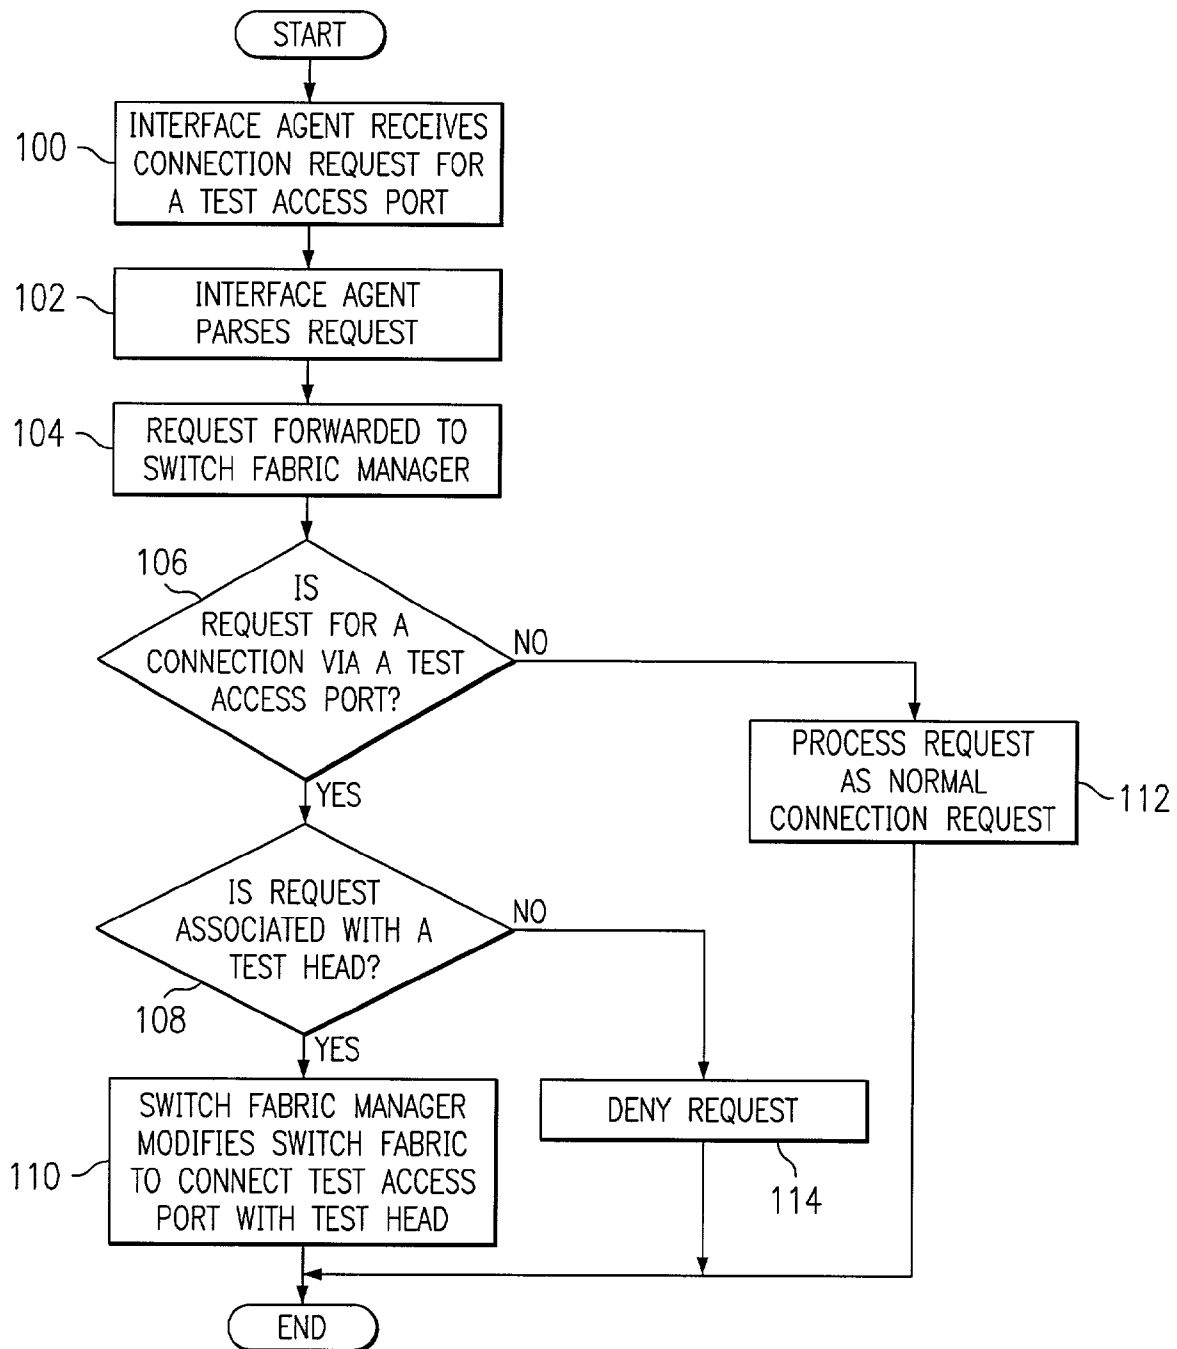 START
100
INTERFACE AGENT RECEIVES
CONNECTION REQUEST FOR
A TEST ACCESS PORT
102
INTERFACE AGENT
PARSES REQUEST
104
REQUEST FORWARDED TO
SWITCH FABRIC MANAGER
106
IS
REQUEST FOR A
CONNECTION VIA A TEST
ACCESS PORT?
NO
YES
PROCESS REQUEST
AS NORMAL
CONNECTION REQUEST
112
IS REQUEST
ASSOCIATED WITH A
TEST HEAD?
108
NO
YES
110
SWITCH FABRIC MANAGER
MODIFIES SWITCH FABRIC
TO CONNECT TEST ACCESS
PORT WITH TEST HEAD
DENY REQUEST
114
END